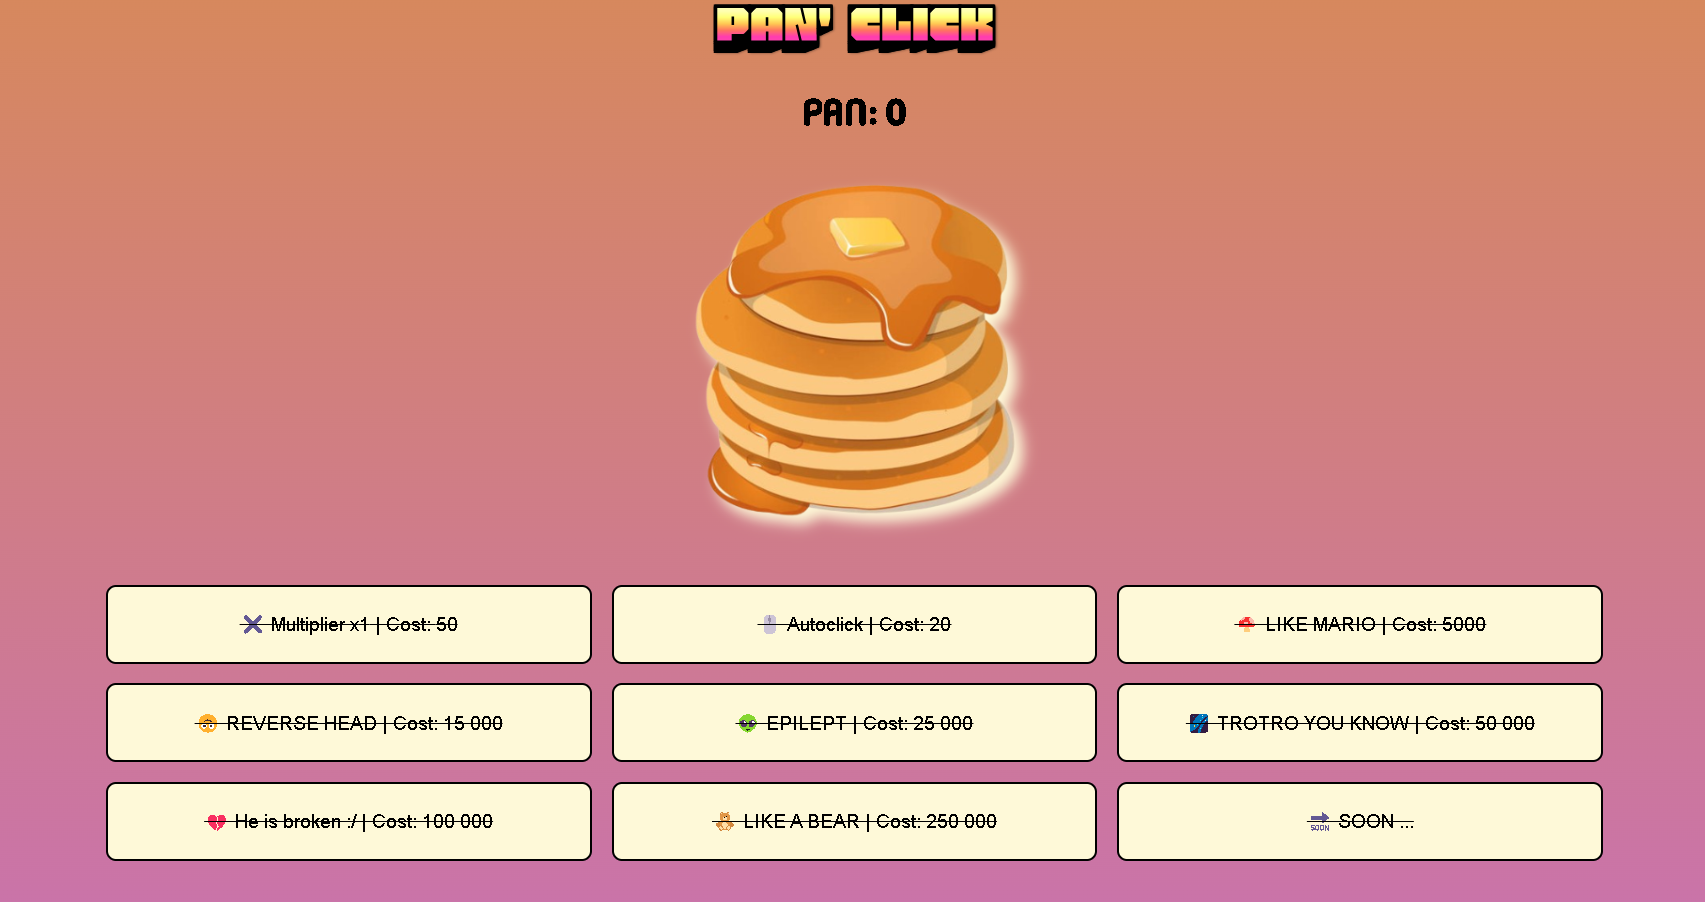 PAN' CLICK
PAN: 0
Multiplier x1 | Cost: 50
Autoclick | Cost: 20
LIKE MARIO | Cost: 5000
REVERSE HEAD | Cost: 15 000
EPILEPT | Cost: 25 000
TROTRO YOU KNOW | Cost: 50 000
He is broken :/ | Cost: 100 000
LIKE A BEAR | Cost: 250 000
SOON SOON ...